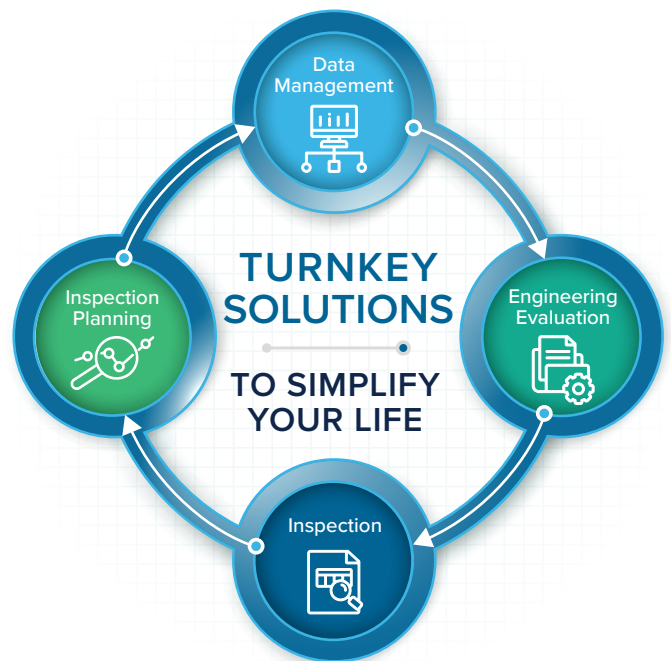 Data
Management
Inspection
Planning
TURNKEY
SOLUTIONS
TO SIMPLIFY
YOUR LIFE
Engineering
Evaluation
Inspection